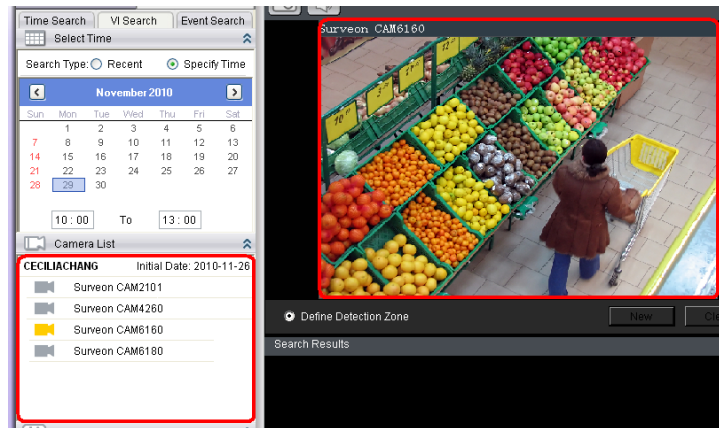 Time Search VI Search Event Search
Select Time
Search Type: Recent Specify Time
November 2010
Sun Mon Tue Wed Thu Fri Sat
1 2 3 4 5 6
7 8 9 10 11 12 13
14 15 16 17 18 19 20
21 22 23 24 25 26 27
28 29 30
10 : 00 To 13 : 00
Camera List
CECILIACHANG Initial Date: 2010-11-26
Surveon CAM2101
Surveon CAM4260
Surveon CAM6160
Surveon CAM6180
Surveon CAM6160
Define Detection Zone New
Search Results